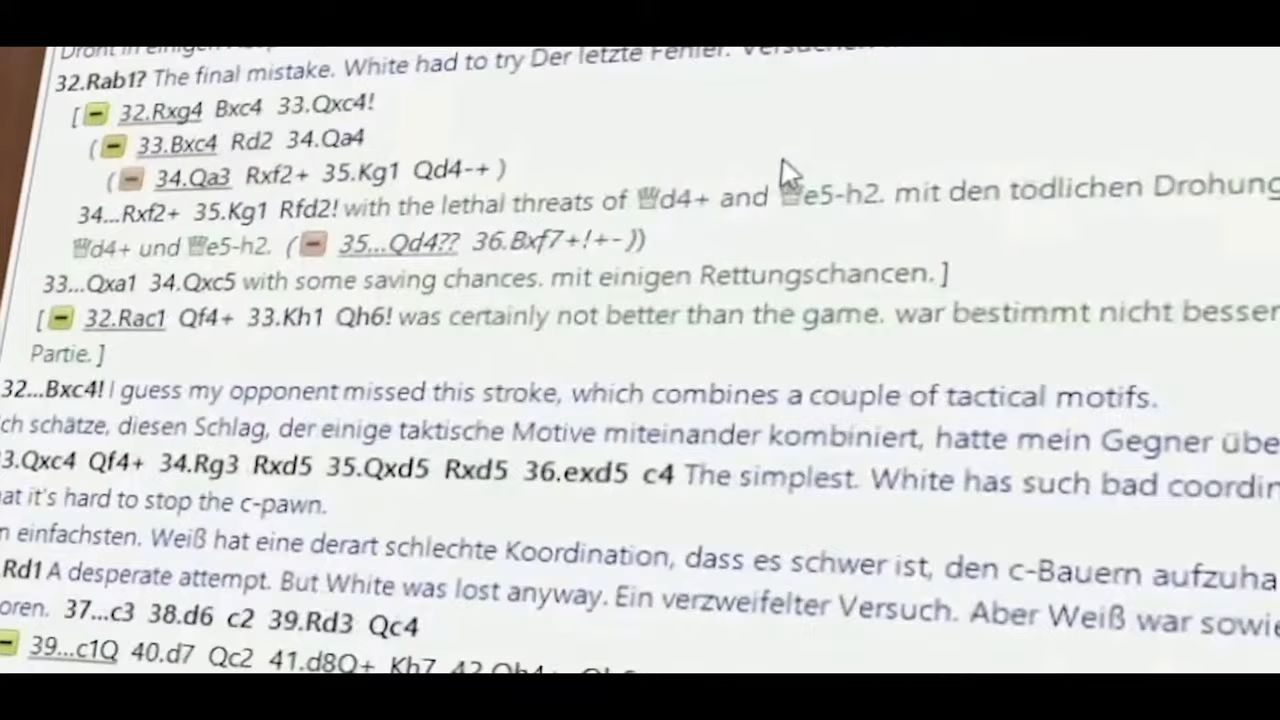 32.Rab1? The final mistake. White had to try Der letzte Fehler.
[ 32.Rxg4 Bxc4 33.Qxc4!
( 33.Bxc4 Rd2 34.Qa4
( 34.Qa3 Rxf2+ 35.Kg1 Qd4-+ )
34...Rxf2+ 35.Kg1 Rfd2! with the lethal threats of ♕d4+ and ♕e5-h2. mit den tödlichen Drohung
♕d4+ und ♕e5-h2. ( 35...Qd4?? 36.Bxf7+!+- ))
33...Qxa1 34.Qxc5 with some saving chances. mit einigen Rettungschancen. ]
[ 32.Rac1 Qf4+ 33.Kh1 Qh6! was certainly not better than the game. war bestimmt nicht besser
Partie. ]
32...Bxc4! I guess my opponent missed this stroke, which combines a couple of tactical motifs.
ch schätze, diesen Schlag, der einige taktische Motive miteinander kombiniert, hatte mein Gegner übe
3.Qxc4 Qf4+ 34.Rg3 Rxd5 35.Qxd5 Rxd5 36.exd5 c4 The simplest. White has such bad coordin
at it's hard to stop the c-pawn.
n einfachsten. Weiß hat eine derart schlechte Koordination, dass es schwer ist, den c-Bauern aufzuha
.Rd1 A desperate attempt. But White was lost anyway. Ein verzweifelter Versuch. Aber Weiß war sowie
oren. 37...c3 38.d6 c2 39.Rd3 Qc4
39...c1Q 40.d7 Qc2 41.d8Q+ Kh7